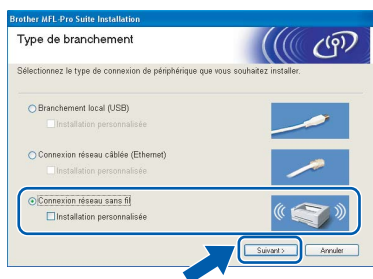 Brother MFL-Pro Suite Installation
Type de branchement
Sélectionnez le type de connexion de périphérique que vous souhaitez installer.
Branchement local (USB)
Installation personnalisée
Connexion réseau câblée (Ethernet)
Installation personnalisée
Connexion réseau sans fil
Installation personnalisée
Suivant >
Annuler